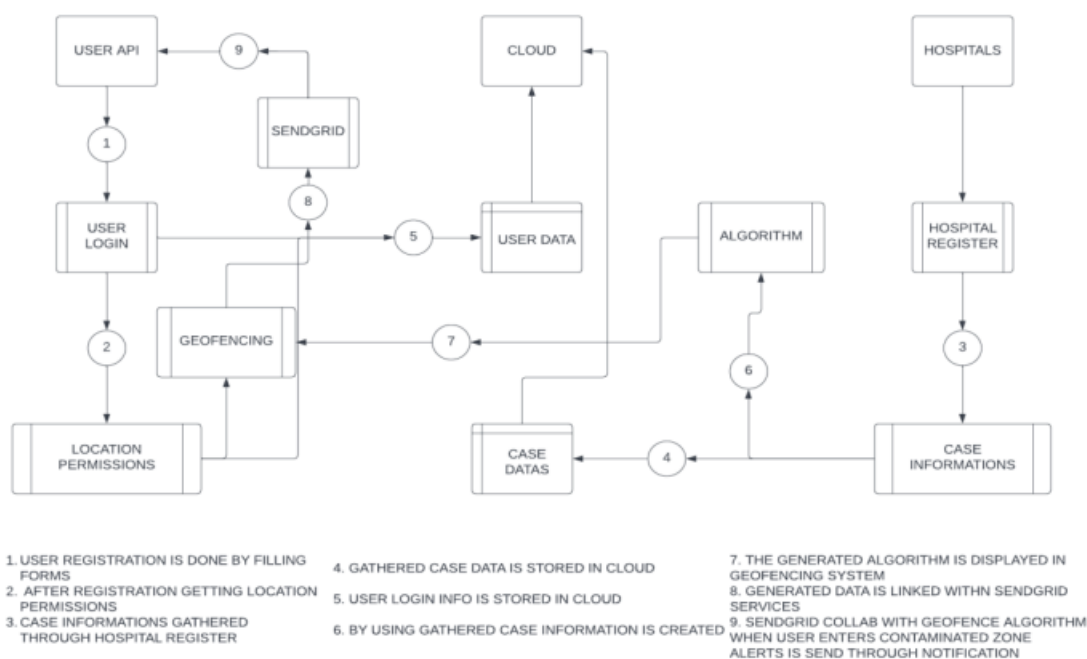 USER API
9
CLOUD
HOSPITALS
SENDGRID
1
8
USER
LOGIN
5
USER DATA
ALGORITHM
HOSPITAL
REGISTER
GEOFENCING
2
7
6
3
LOCATION
PERMISSIONS
CASE
DATAS
4
CASE
INFORMATIONS
1. USER REGISTRATION IS DONE BY FILLING
FORMS
2. AFTER REGISTRATION GETTING LOCATION
PERMISSIONS
3. CASE INFORMATIONS GATHERED
THROUGH HOSPITAL REGISTER
4. GATHERED CASE DATA IS STORED IN CLOUD
5. USER LOGIN INFO IS STORED IN CLOUD
6. BY USING GATHERED CASE INFORMATION IS CREATED
7. THE GENERATED ALGORITHM IS DISPLAYED IN
GEOFENCING SYSTEM
8. GENERATED DATA IS LINKED WITHN SENDGRID
SERVICES
9. SENDGRID COLLAB WITH GEOFENCE ALGORITHM
WHEN USER ENTERS CONTAMINATED ZONE
ALERTS IS SEND THROUGH NOTIFICATION